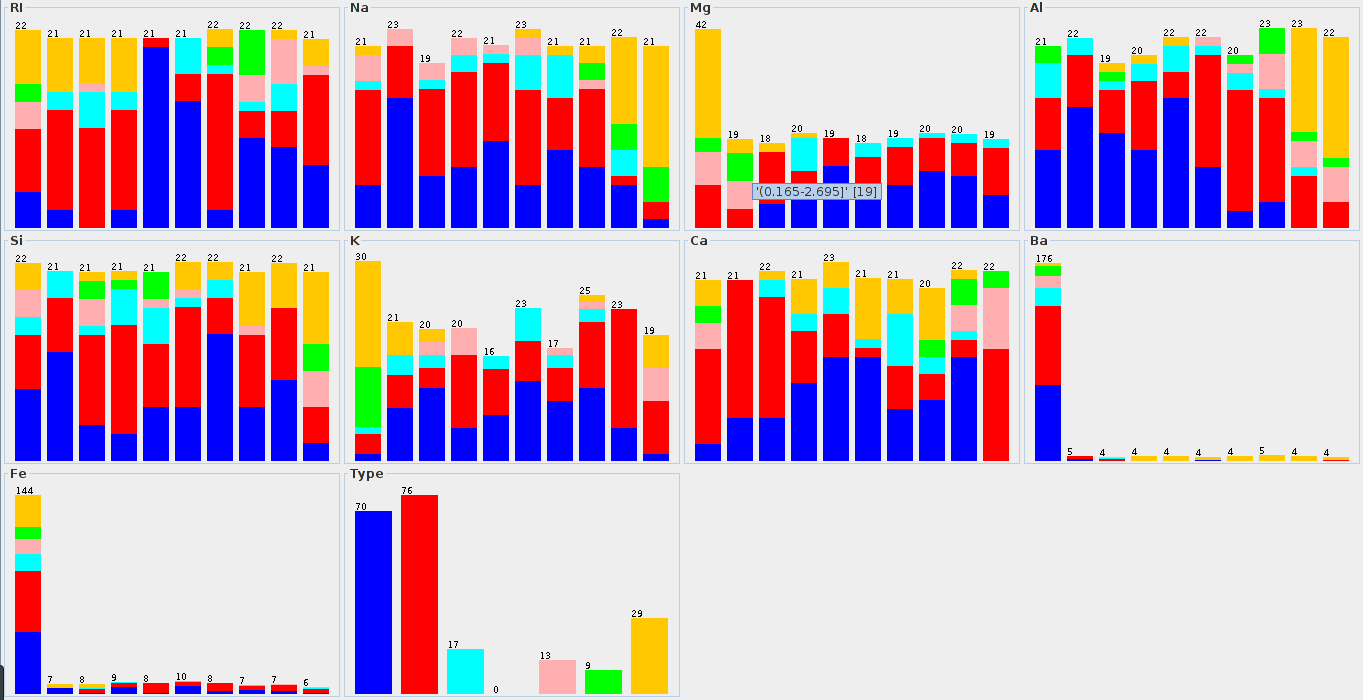 RI
22 21 21 21 21 21 22 22 22 21
Na
21 23 19 22 21 23 21 21 22 21
Mg
42 19 18 20 19 18 19 20 20 19
'(0.165-2.695]' [19]
Al
21 22 19 20 22 22 20 23 23 22
Si
22 21 21 21 21 22 22 21 22 21
K
30 21 20 20 16 23 17 25 23 19
Ca
21 21 22 21 23 21 21 20 22 22
Ba
176 5 4 4 4 4 4 5 4 4
Fe
144 7 8 9 8 10 8 7 7 6
Type
70 76 17 0 13 9 29